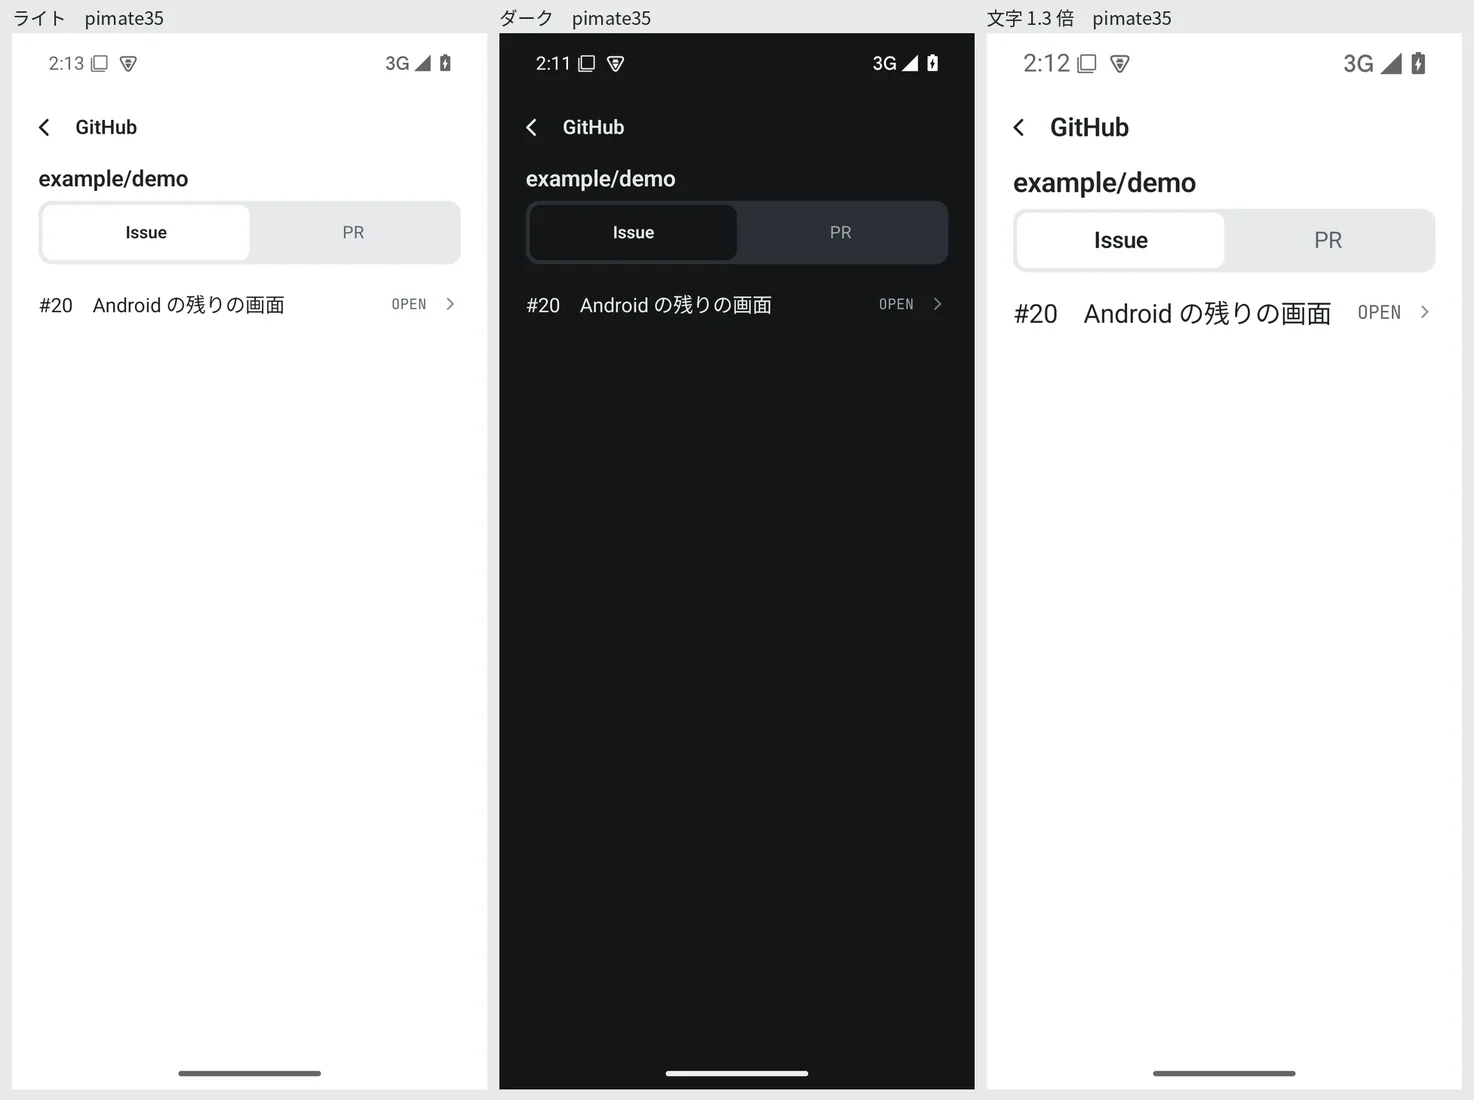 ライト pimate35
2:13 3G
GitHub
example/demo
Issue PR
#20 Android の残りの画面 OPEN
ダーク pimate35
2:11 3G
GitHub
example/demo
Issue PR
#20 Android の残りの画面 OPEN
文字 1.3 倍 pimate35
2:12 3G
GitHub
example/demo
Issue PR
#20 Android の残りの画面 OPEN